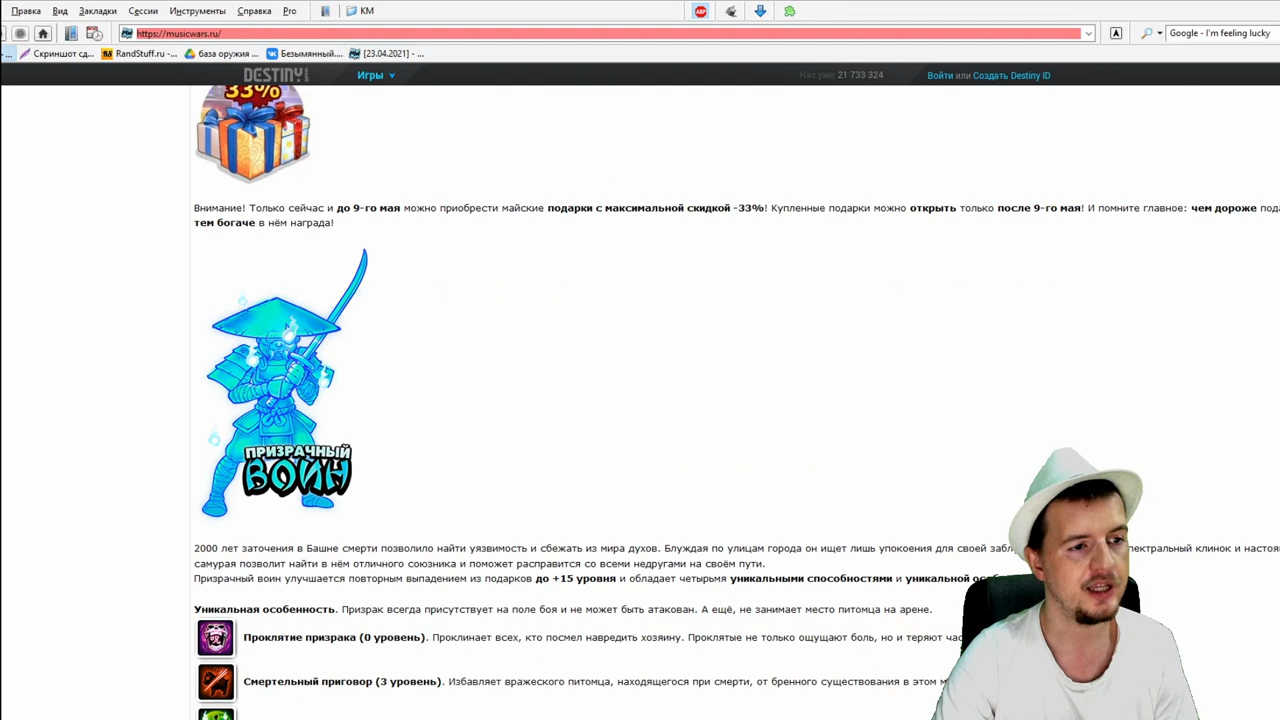 Правка Вид Закладки Сессии Инструменты Справка Pro КМ
https://musicwars.ru/ Google - I'm feeling lucky
Скриншот сд... RandStuff.ru -... база оружия ... Безымянный.... [23.04.2021] - ...
DESTINY Игры Нас уже: 21 733 324 Войти или Создать Destiny ID
33%
Внимание! Только сейчас и до 9-го мая можно приобрести майские подарки с максимальной скидкой -33%! Купленные подарки можно открыть только после 9-го мая! И помните главное: чем дороже
тем богаче в нём награда!
ПРИЗРАЧНЫЙ
ВОИН
2000 лет заточения в Башне смерти позволило найти уязвимость и сбежать из мира духов. Блуждая по улицам города он ищет лишь упокоения для своей
самурая позволит найти в нём отличного союзника и поможет расправится со всеми недругами на своём пути.
Призрачный воин улучшается повторным выпадением из подарков до +15 уровня и обладает четырьмя уникальными способностями и уникальной
Уникальная особенность. Призрак всегда присутствует на поле боя и не может быть атакован. А ещё, не занимает место питомца на арене.
Проклятие призрака (0 уровень). Проклинает всех, кто посмел навредить хозяину. Проклятые не только ощущают боль, но и теряют
Смертельный приговор (3 уровень). Избавляет вражеского питомца, находящегося при смерти, от бренного существования в этом